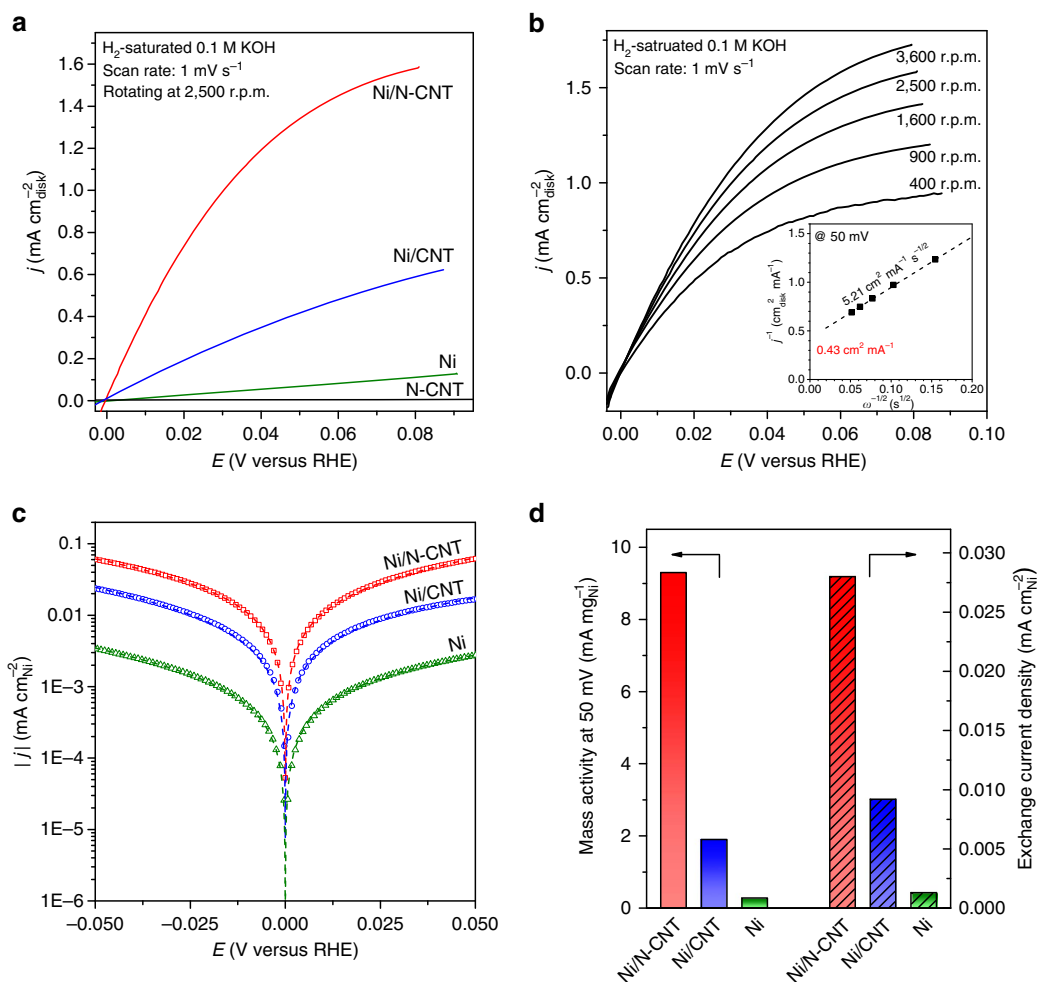 a
H₂-saturated 0.1 M KOH
Scan rate: 1 mV s⁻¹
Rotating at 2,500 r.p.m.
Ni/N-CNT
Ni/CNT
Ni
N-CNT
1.6
1.4
1.2
1.0
0.8
0.6
0.4
0.2
0.0
j (mA cm⁻²disk)
0.00 0.02 0.04 0.06 0.08
E (V versus RHE)
b
H₂-satruated 0.1 M KOH
Scan rate: 1 mV s⁻¹
3,600 r.p.m.
2,500 r.p.m.
1,600 r.p.m.
900 r.p.m.
400 r.p.m.
1.5
1.0
0.5
0.0
j (mA cm⁻²disk)
0.00 0.02 0.04 0.06 0.08 0.10
E (V versus RHE)
@ 50 mV
5.21 cm² mA⁻¹ s⁻¹/²
0.43 cm² mA⁻¹
1.5
1.0
0.5
0.0
j⁻¹ (cm²disk mA⁻¹)
0.00 0.05 0.10 0.15 0.20
ω⁻¹/² (s¹/²)
c
Ni/N-CNT
Ni/CNT
Ni
0.1
0.01
1E–3
1E–4
1E–5
1E–6
| j | (mA cm⁻²Ni)
–0.050 –0.025 0.000 0.025 0.050
E (V versus RHE)
d
10
8
6
4
2
0
Mass activity at 50 mV (mA mg⁻¹Ni)
0.030
0.025
0.020
0.015
0.010
0.005
0.000
Exchange current density (mA cm⁻²Ni)
Ni/N-CNT
Ni/CNT
Ni
Ni/N-CNT
Ni/CNT
Ni